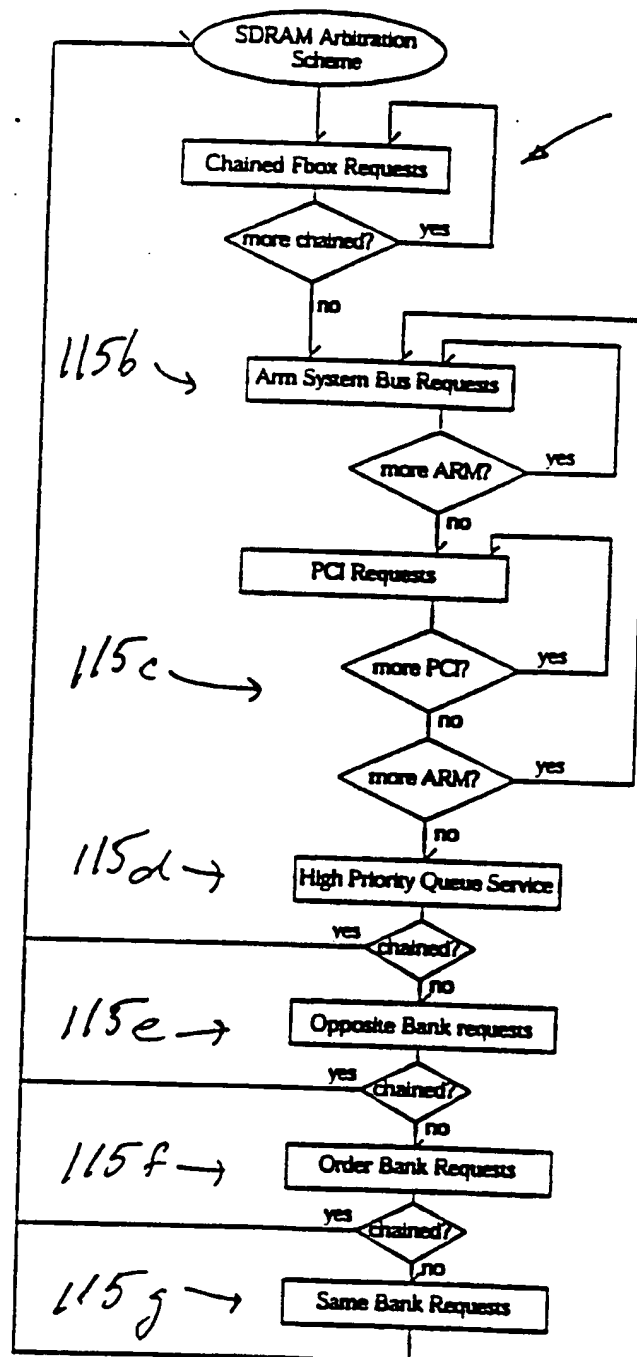 SDRAM Arbitration
Scheme
Chained Fbox Requests
more chained?
yes
no
115b
Arm System Bus Requests
more ARM?
yes
no
PCI Requests
115c
more PCI?
yes
no
more ARM?
yes
no
115d
High Priority Queue Service
yes
chained?
no
115e
Opposite Bank requests
yes
chained?
no
115f
Order Bank Requests
yes
chained?
no
115g
Same Bank Requests